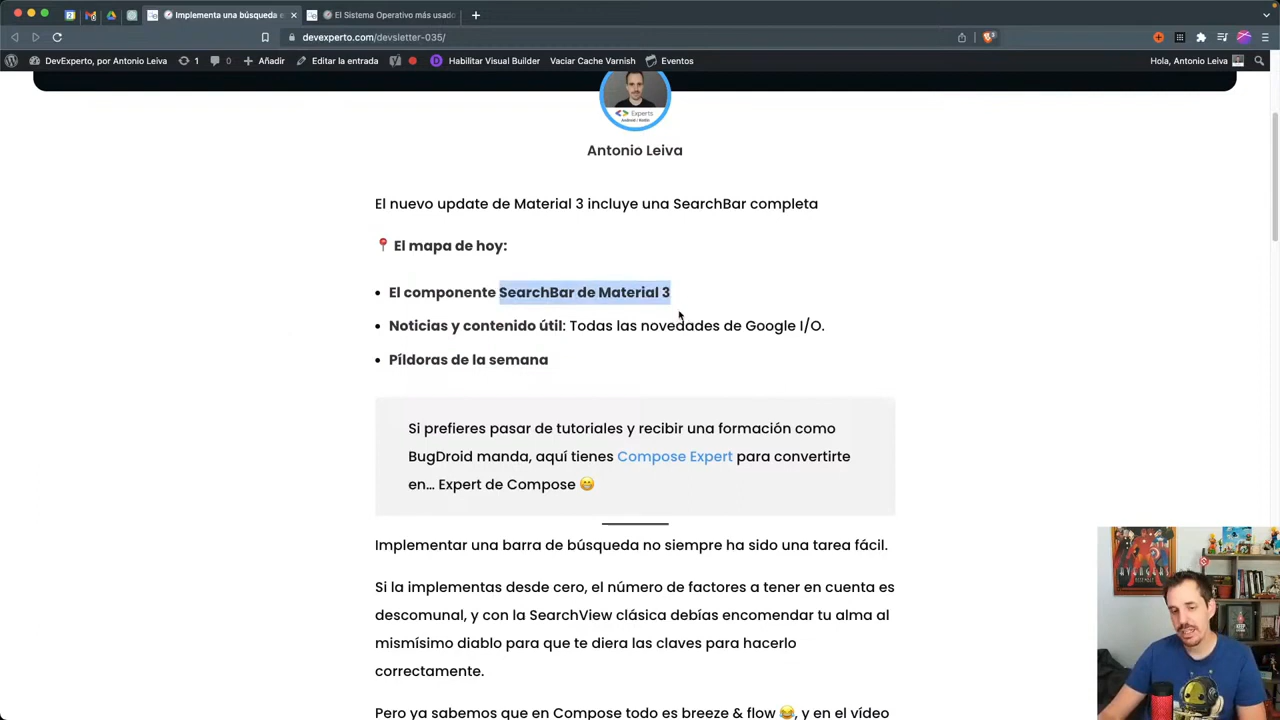 Implementa una búsqueda e
El Sistema Operativo más usado
devexperto.com/devsletter-035/
DevExperto, por Antonio Leiva
1
0
Añadir
Editar la entrada
Habilitar Visual Builder
Vaciar Cache Varnish
Eventos
Hola, Antonio Leiva
Experts
Android / Kotlin
Antonio Leiva
El nuevo update de Material 3 incluye una SearchBar completa
📍 El mapa de hoy:
• El componente SearchBar de Material 3
• Noticias y contenido útil: Todas las novedades de Google I/O.
• Píldoras de la semana
Si prefieres pasar de tutoriales y recibir una formación como
BugDroid manda, aquí tienes Compose Expert para convertirte
en… Expert de Compose 😁
Implementar una barra de búsqueda no siempre ha sido una tarea fácil.
Si la implementas desde cero, el número de factores a tener en cuenta es
descomunal, y con la SearchView clásica debías encomendar tu alma al
mismísimo diablo para que te diera las claves para hacerlo
correctamente.
Pero ya sabemos que en Compose todo es breeze & flow 😂, y en el vídeo